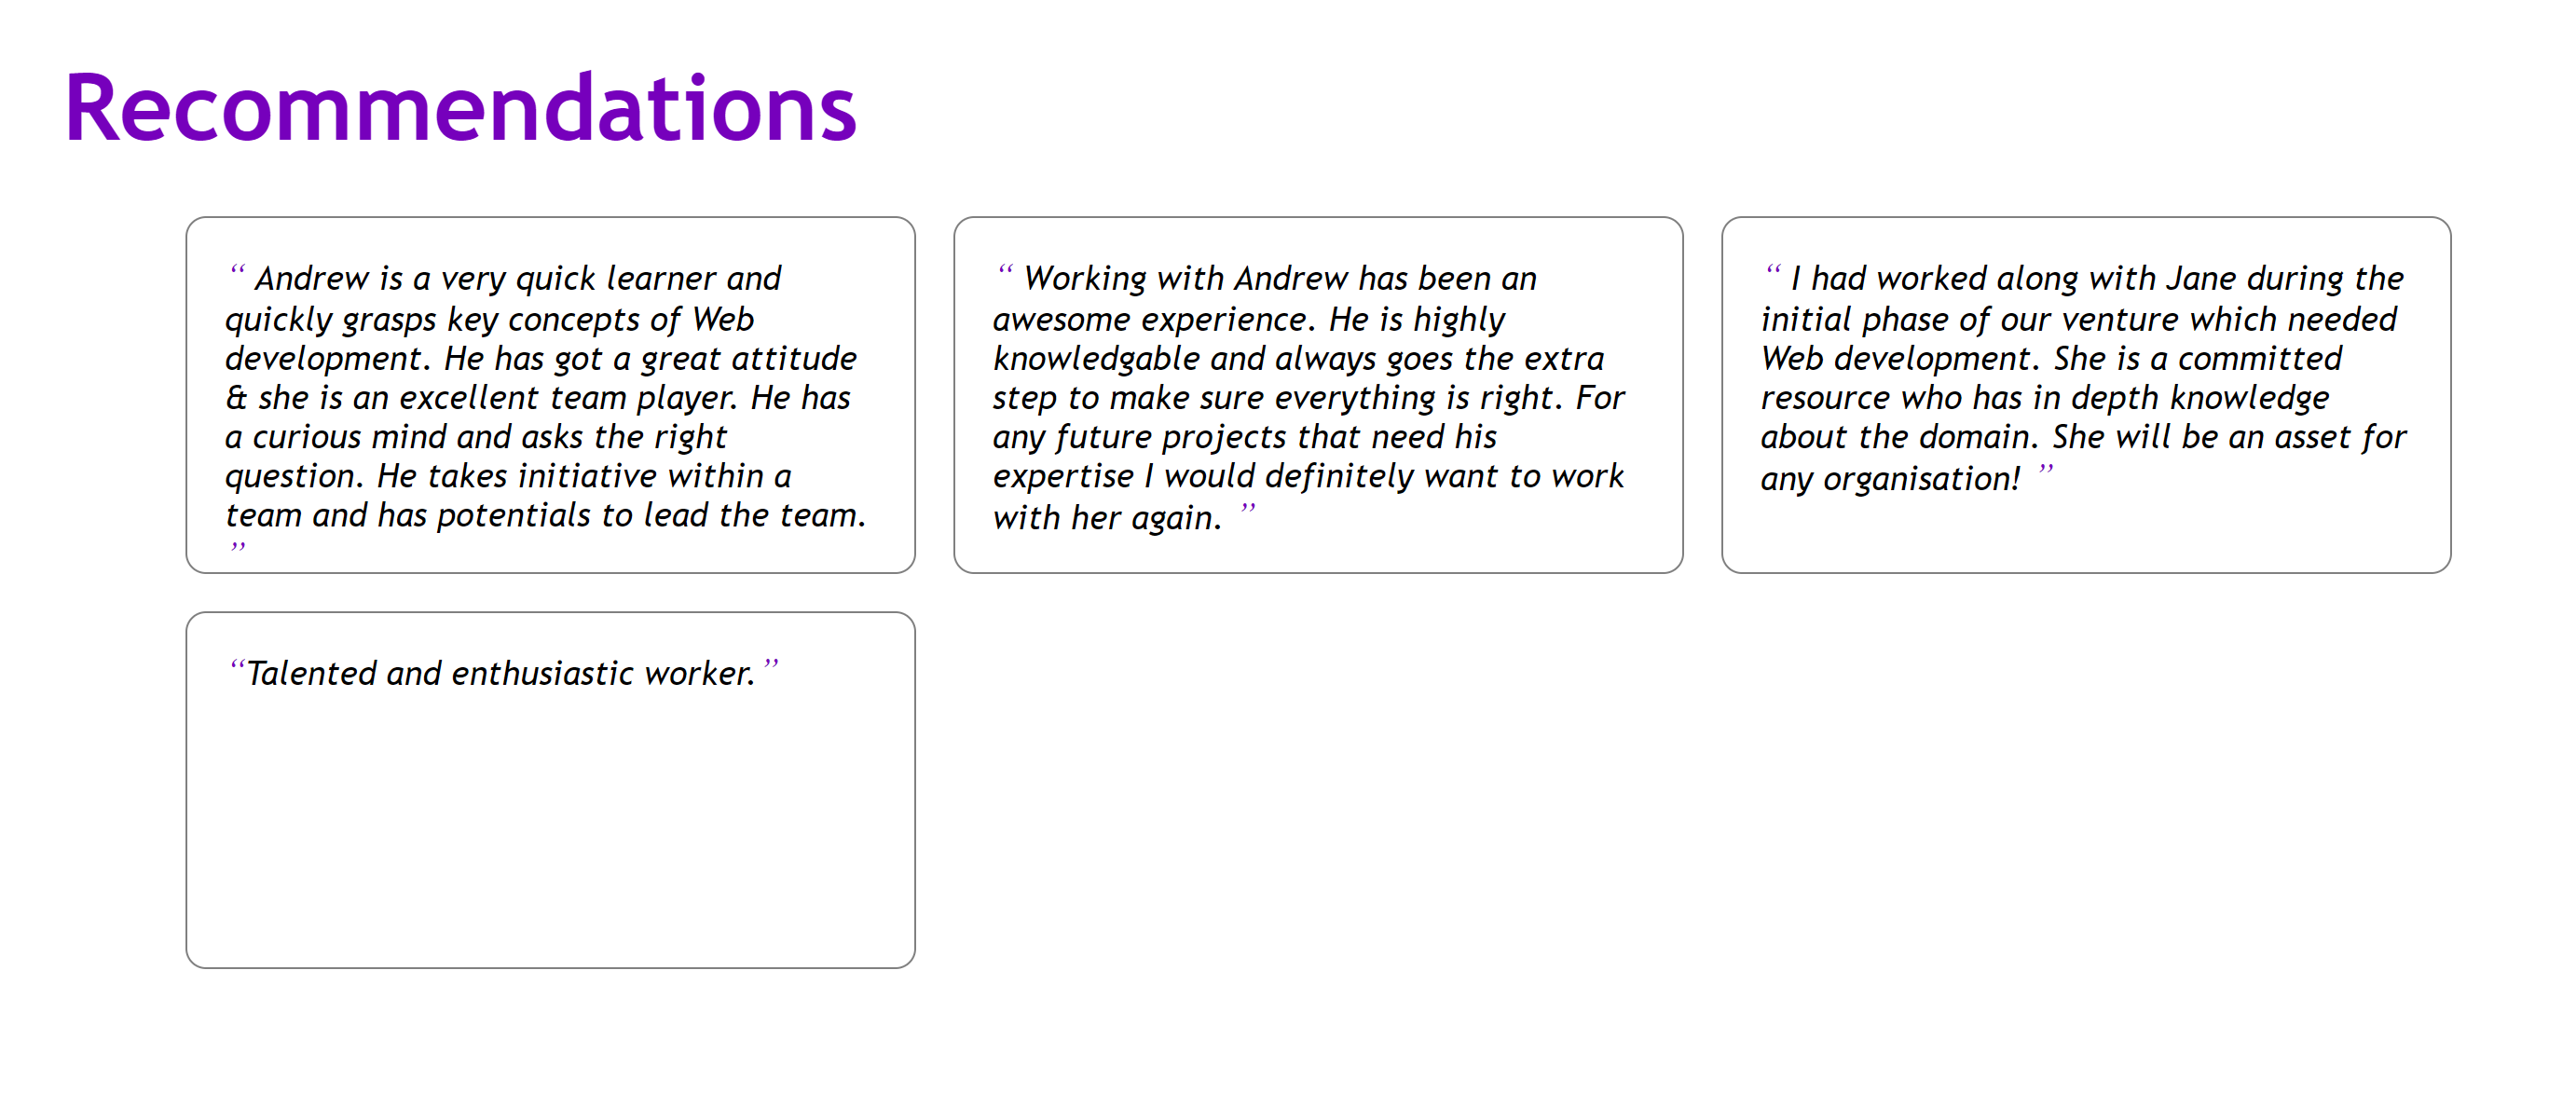 Recommendations
“ Andrew is a very quick learner and
quickly grasps key concepts of Web
development. He has got a great attitude
& she is an excellent team player. He has
a curious mind and asks the right
question. He takes initiative within a
team and has potentials to lead the team.
”
“ Working with Andrew has been an
awesome experience. He is highly
knowledgable and always goes the extra
step to make sure everything is right. For
any future projects that need his
expertise I would definitely want to work
with her again. ”
“ I had worked along with Jane during the
initial phase of our venture which needed
Web development. She is a committed
resource who has in depth knowledge
about the domain. She will be an asset for
any organisation! ”
“Talented and enthusiastic worker.”